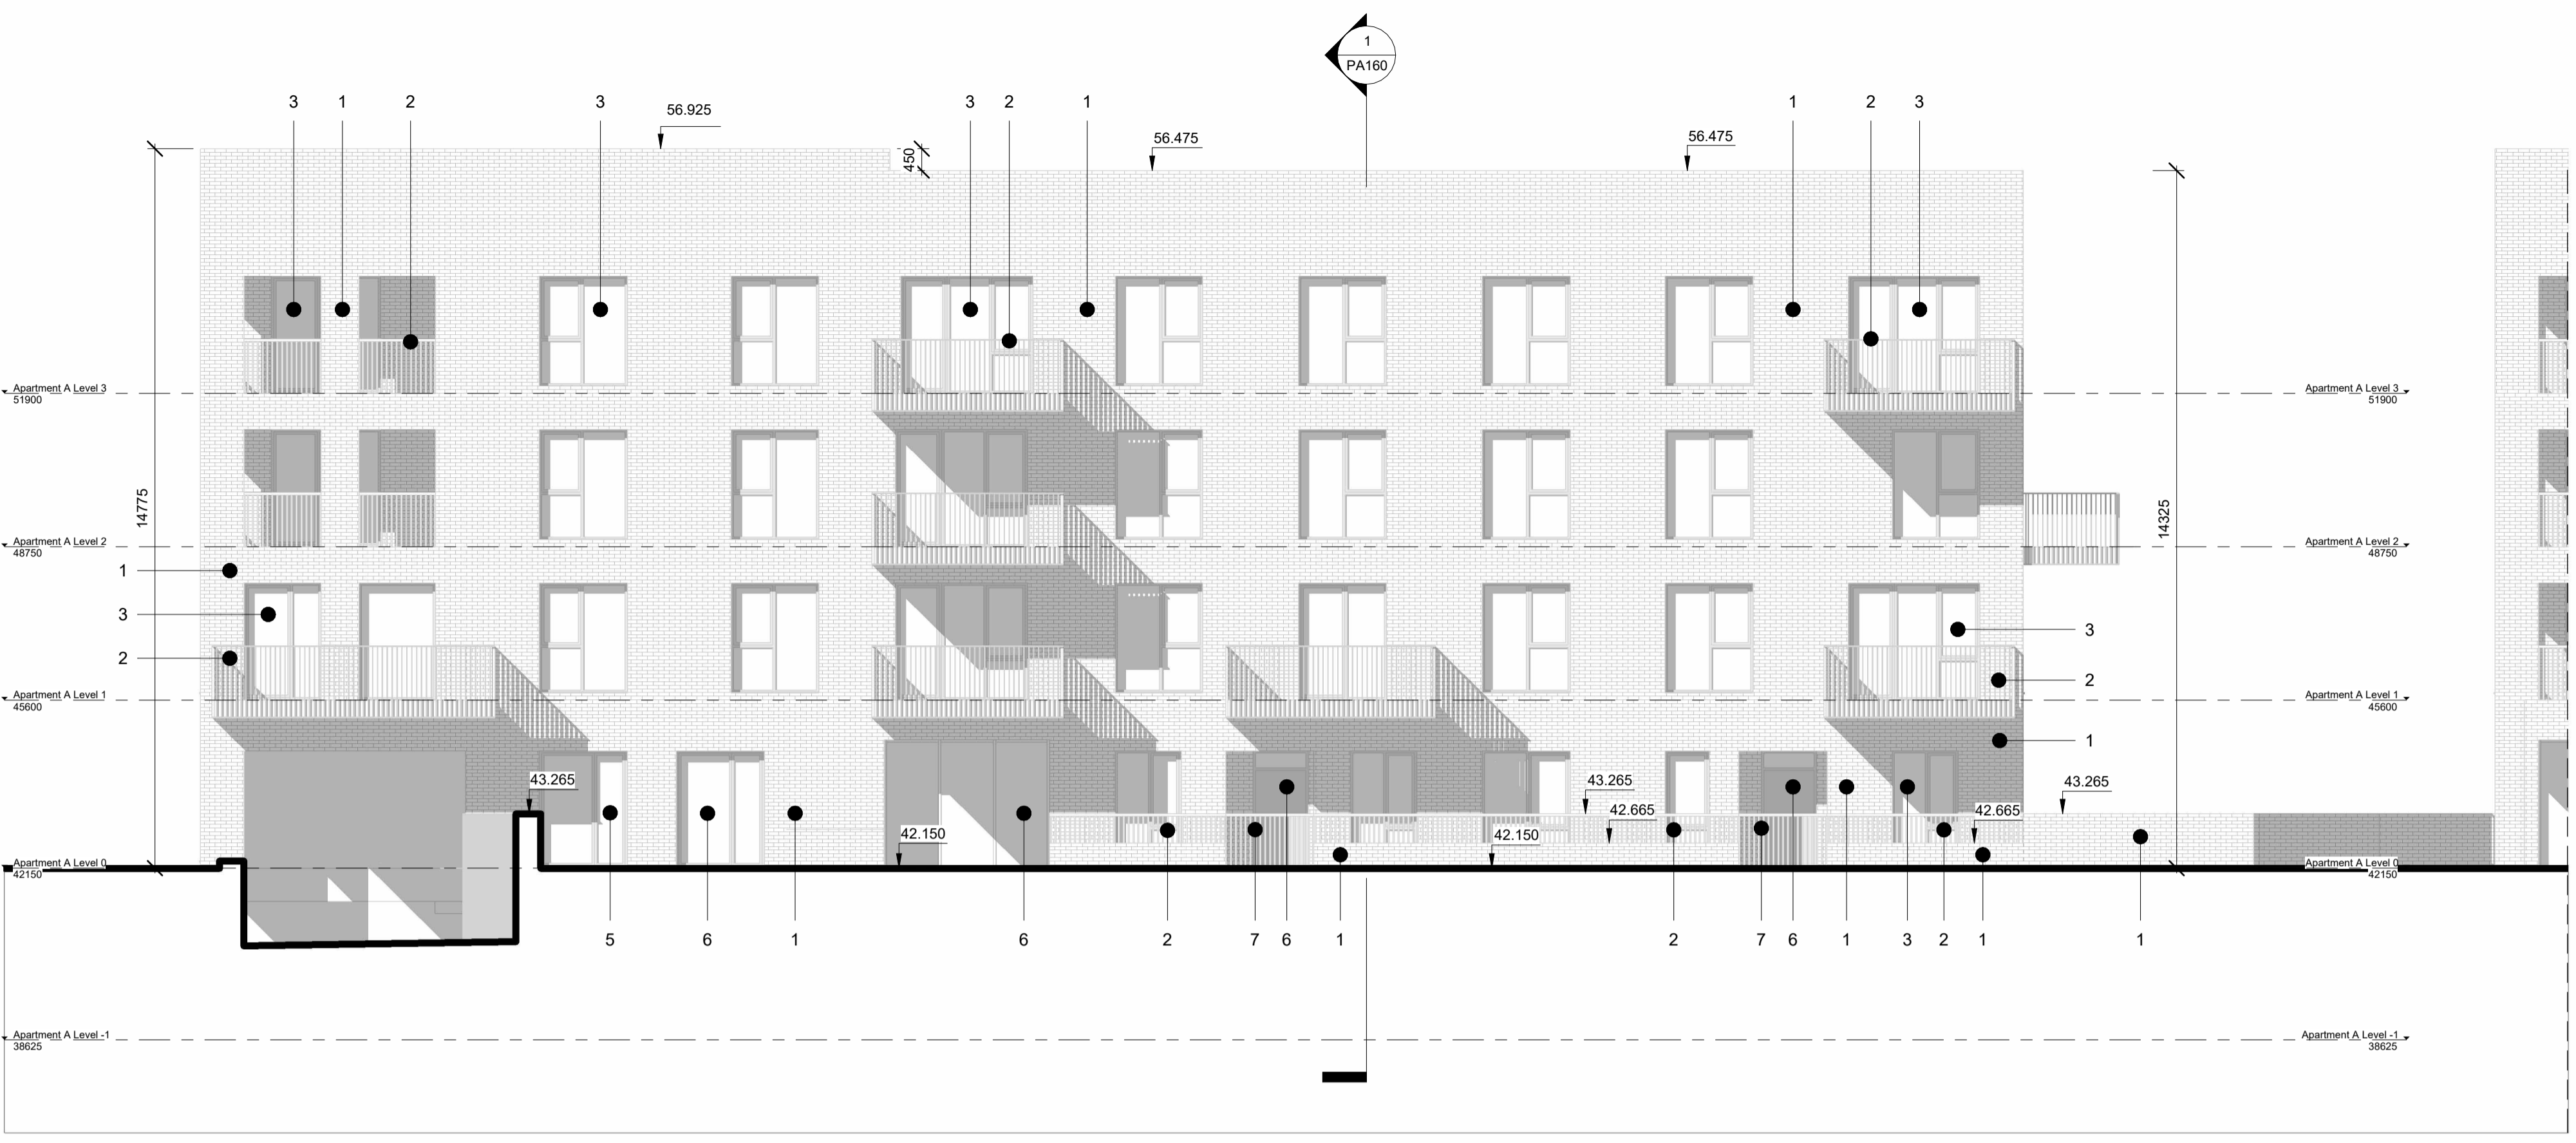 1
PA160
3 1 2 3 3 2 1 1 2 3
56.925
56.475
56.475
450
14775
14325
Apartment A Level 3
51900
Apartment A Level 3
51900
Apartment A Level 2
48750
Apartment A Level 2
48750
1
3
2
3
2
1
Apartment A Level 1
45600
Apartment A Level 1
45600
43.265
43.265
43.265
42.665
42.665
42.150
42.150
Apartment A Level 0
42150
Apartment A Level 0
42150
5 6 1 6 2 7 6 1 2 7 6 1 3 2 1 1
Apartment A Level -1
38625
Apartment A Level -1
38625